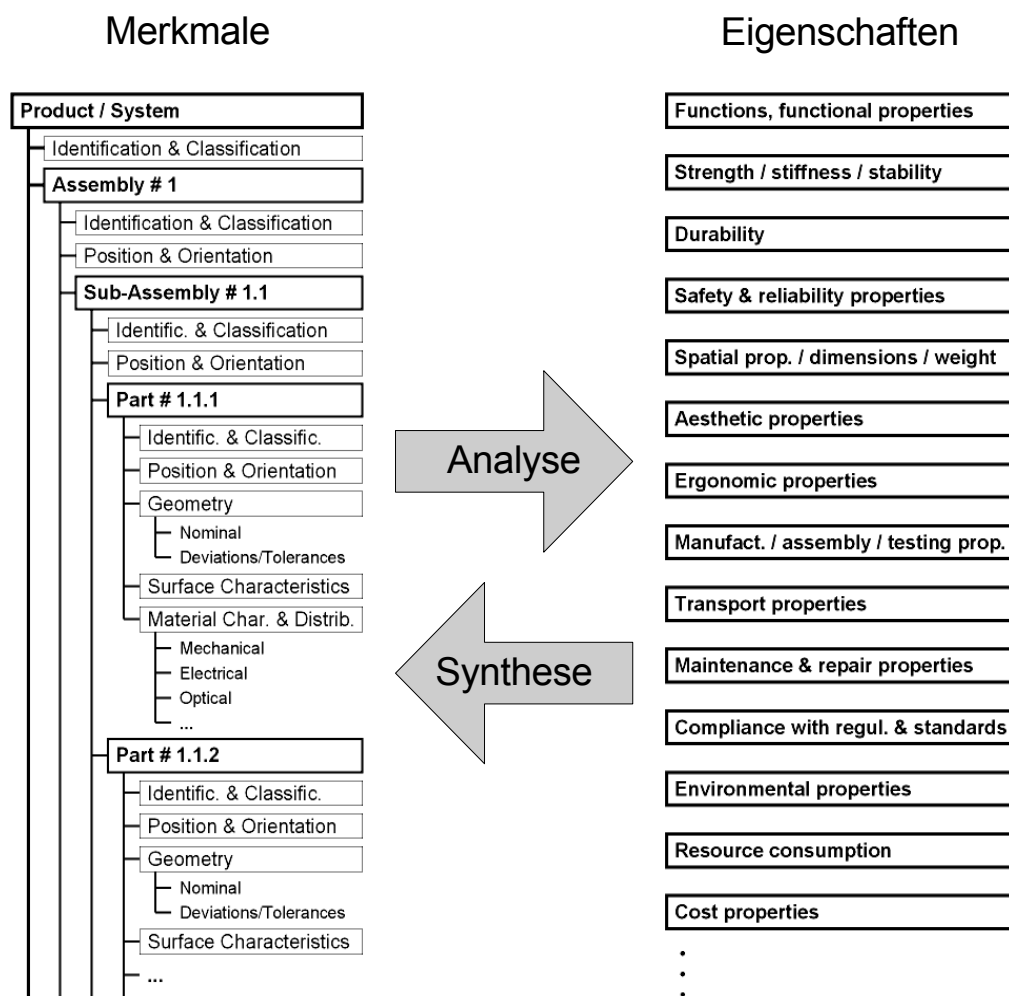 Merkmale
Product / System
Identification & Classification
Assembly # 1
Identification & Classification
Position & Orientation
Sub-Assembly # 1.1
Identific. & Classification
Position & Orientation
Part # 1.1.1
Identific. & Classific.
Position & Orientation
Geometry
Nominal
Deviations/Tolerances
Surface Characteristics
Material Char. & Distrib.
Mechanical
Electrical
Optical
...
Part # 1.1.2
Identific. & Classific.
Position & Orientation
Geometry
Nominal
Deviations/Tolerances
Surface Characteristics
...
Analyse
Synthese
Eigenschaften
Functions, functional properties
Strength / stiffness / stability
Durability
Safety & reliability properties
Spatial prop. / dimensions / weight
Aesthetic properties
Ergonomic properties
Manufact. / assembly / testing prop.
Transport properties
Maintenance & repair properties
Compliance with regul. & standards
Environmental properties
Resource consumption
Cost properties